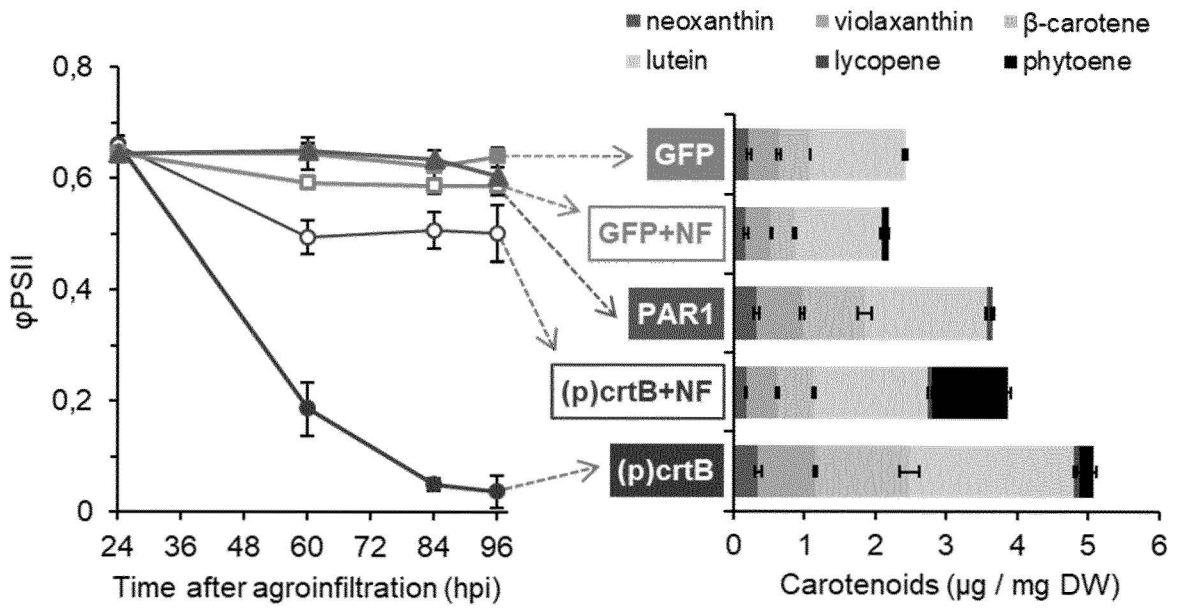 neoxanthin violaxanthin β-carotene
lutein lycopene phytoene
0,8
0,6
0,4
0,2
0
φPSII
24 36 48 60 72 84 96
Time after agroinfiltration (hpi)
GFP
GFP+NF
PAR1
(p)crtB+NF
(p)crtB
0 1 2 3 4 5 6
Carotenoids (µg / mg DW)